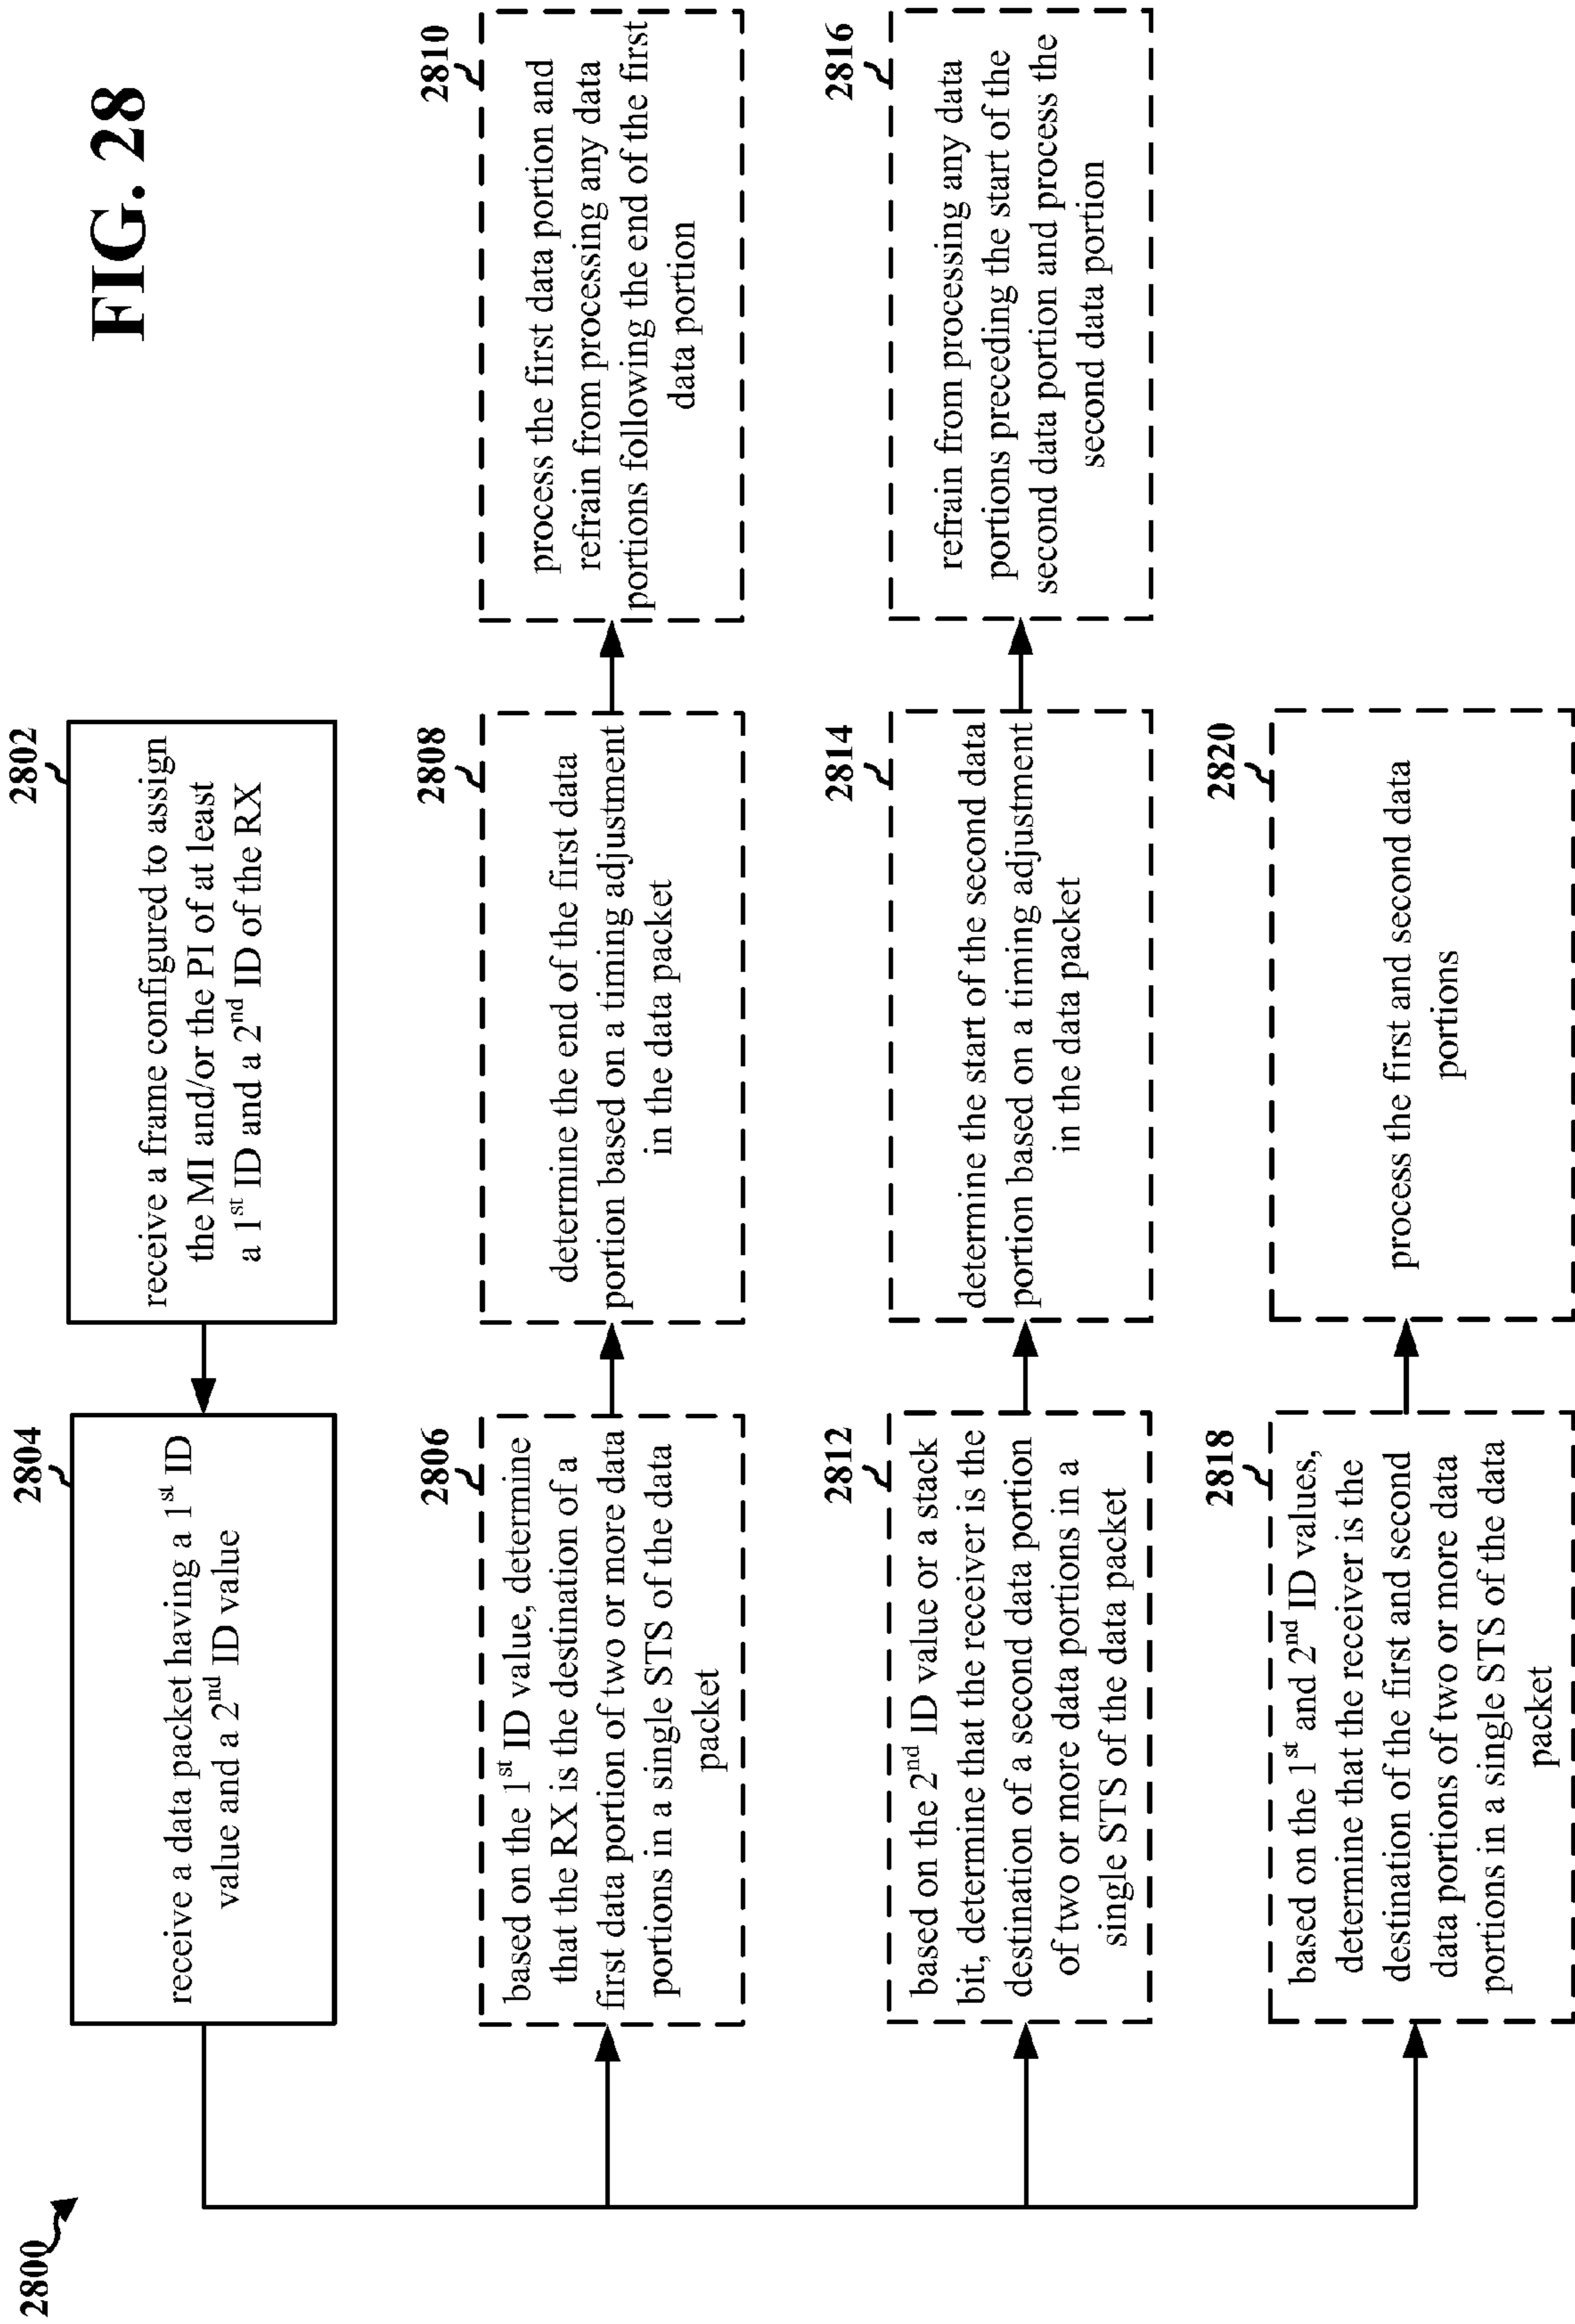 FIG. 28
2800
2802
receive a frame configured to assign
the MI and/or the PI of at least
a 1st ID and a 2nd ID of the RX
2804
receive a data packet having a 1st ID
value and a 2nd ID value
2806
based on the 1st ID value, determine
that the RX is the destination of a
first data portion of two or more data
portions in a single STS of the data
packet
2808
determine the end of the first data
portion based on a timing adjustment
in the data packet
2810
process the first data portion and
refrain from processing any data
portions following the end of the first
data portion
2812
based on the 2nd ID value or a stack
bit, determine that the receiver is the
destination of a second data portion
of two or more data portions in a
single STS of the data packet
2814
determine the start of the second data
portion based on a timing adjustment
in the data packet
2816
refrain from processing any data
portions preceding the start of the
second data portion and process the
second data portion
2818
based on the 1st and 2nd ID values,
determine that the receiver is the
destination of the first and second
data portions of two or more data
portions in a single STS of the data
packet
2820
process the first and second data
portions